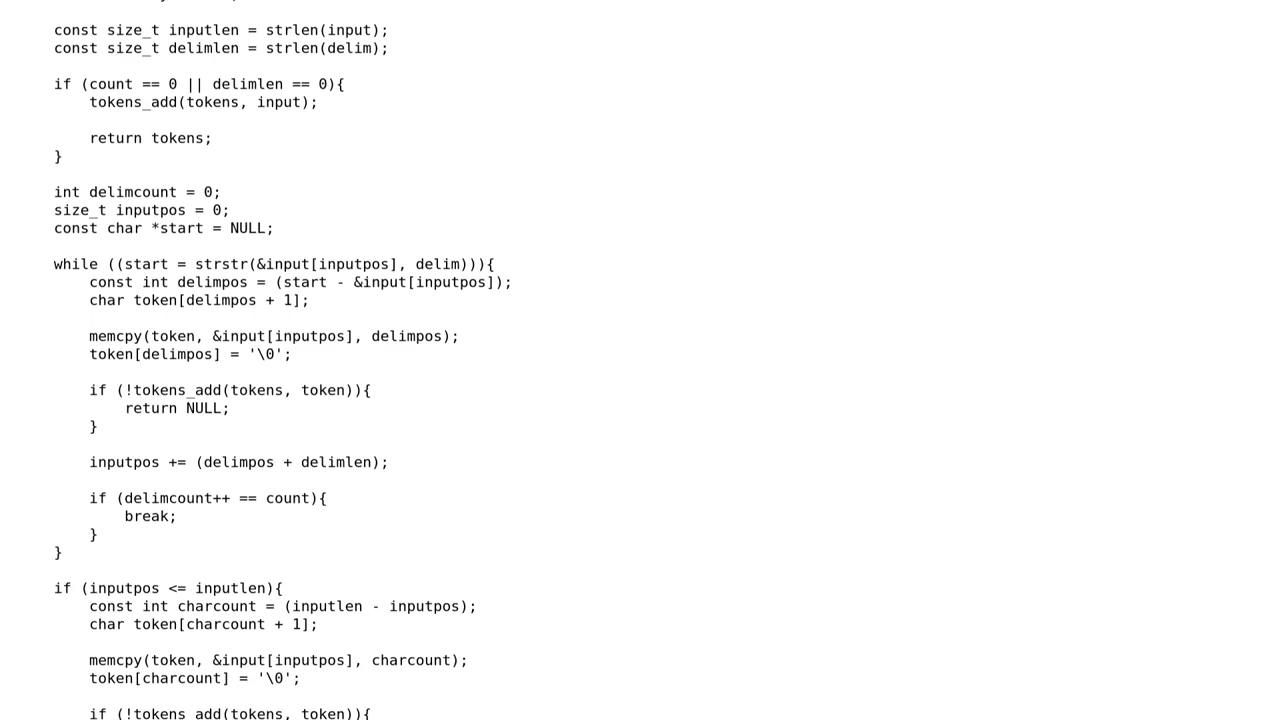 const size_t inputlen = strlen(input);
const size_t delimlen = strlen(delim);
if (count == 0 || delimlen == 0){
tokens_add(tokens, input);
return tokens;
}
int delimcount = 0;
size_t inputpos = 0;
const char *start = NULL;
while ((start = strstr(&input[inputpos], delim))){
const int delimpos = (start - &input[inputpos]);
char token[delimpos + 1];
memcpy(token, &input[inputpos], delimpos);
token[delimpos] = '\0';
if (!tokens_add(tokens, token)){
return NULL;
}
inputpos += (delimpos + delimlen);
if (delimcount++ == count){
break;
}
}
if (inputpos <= inputlen){
const int charcount = (inputlen - inputpos);
char token[charcount + 1];
memcpy(token, &input[inputpos], charcount);
token[charcount] = '\0';
if (!tokens_add(tokens, token)){